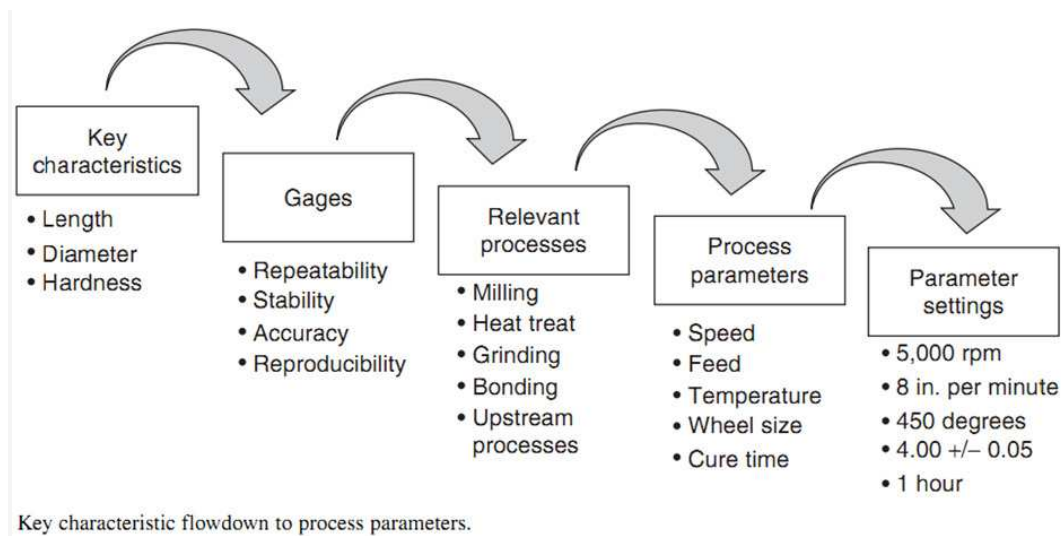 Key
characteristics
• Length
• Diameter
• Hardness
Gages
• Repeatability
• Stability
• Accuracy
• Reproducibility
Relevant
processes
• Milling
• Heat treat
• Grinding
• Bonding
• Upstream
processes
Process
parameters
• Speed
• Feed
• Temperature
• Wheel size
• Cure time
Parameter
settings
• 5,000 rpm
• 8 in. per minute
• 450 degrees
• 4.00 +/− 0.05
• 1 hour
Key characteristic flowdown to process parameters.